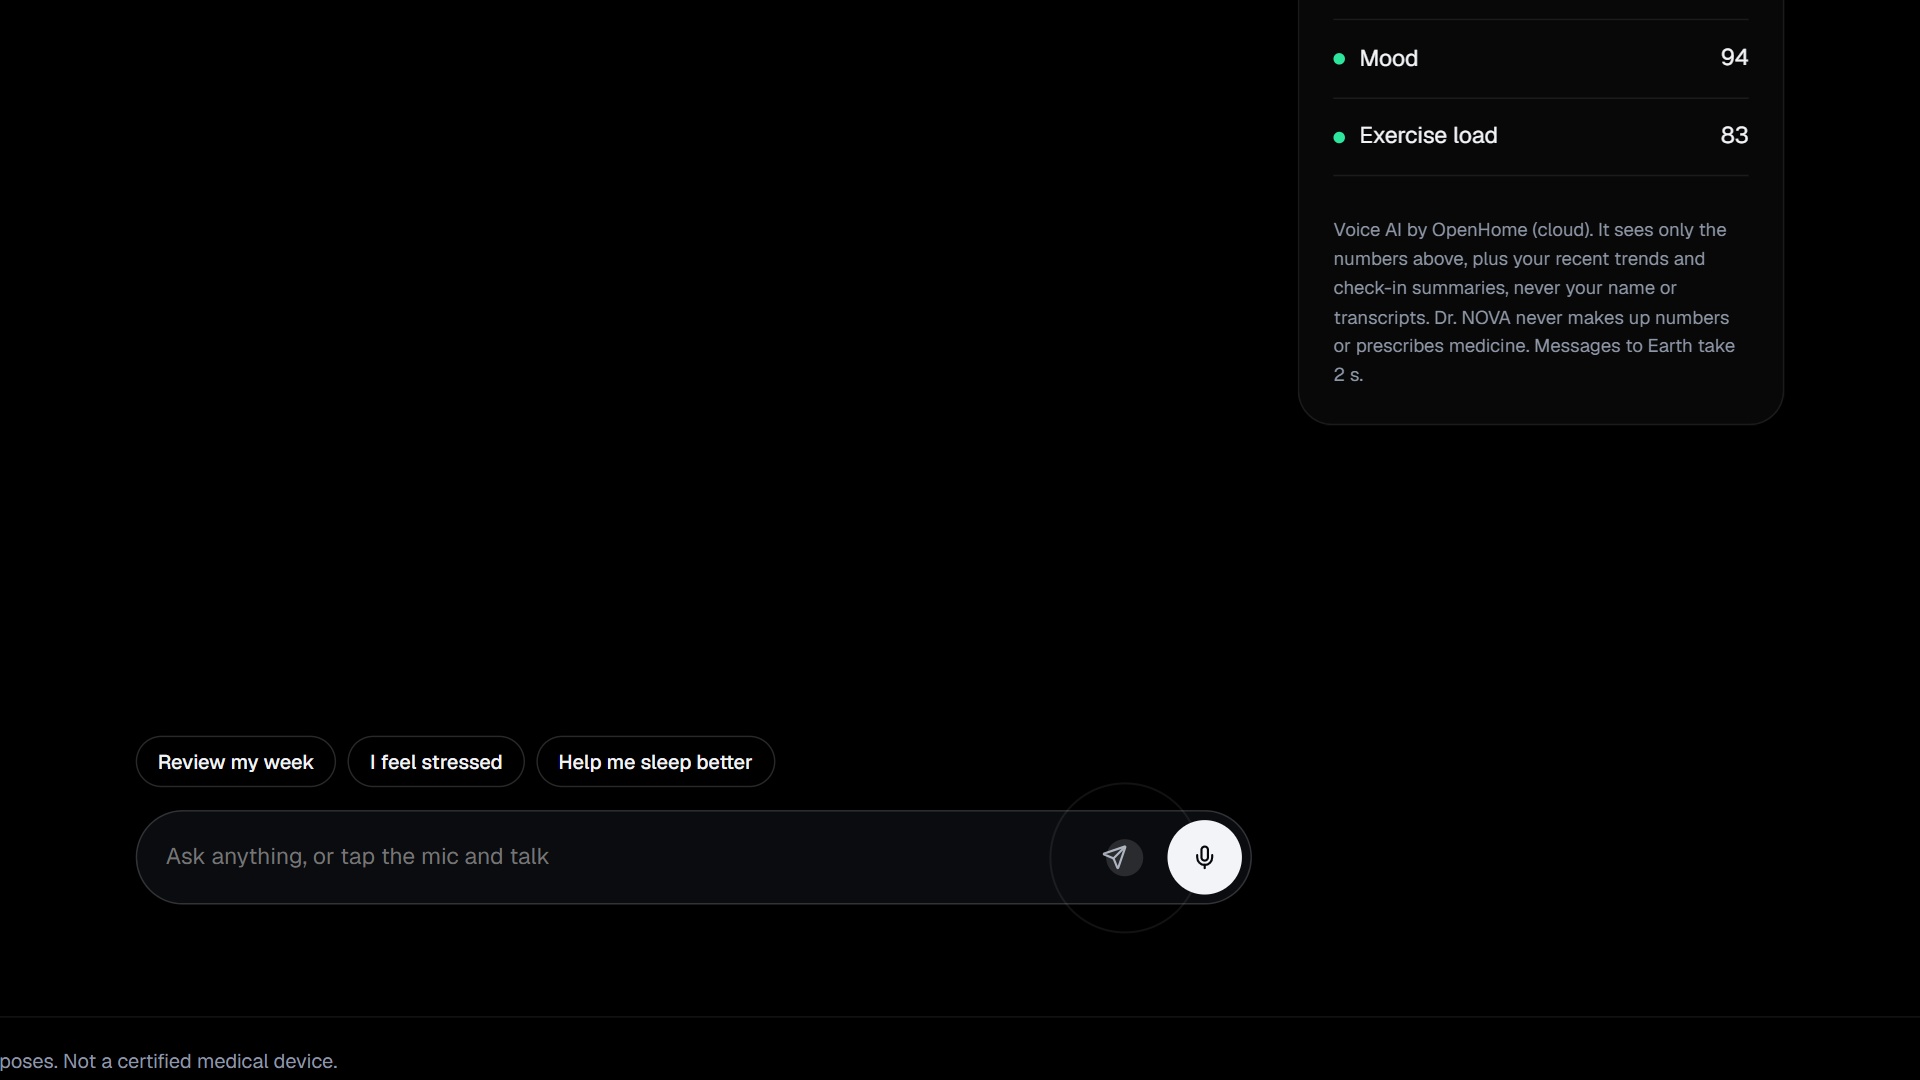 Mood 94
Exercise load 83
Voice AI by OpenHome (cloud). It sees only the
numbers above, plus your recent trends and
check-in summaries, never your name or
transcripts. Dr. NOVA never makes up numbers
or prescribes medicine. Messages to Earth take
2 s.
Review my week I feel stressed Help me sleep better
Ask anything, or tap the mic and talk
poses. Not a certified medical device.